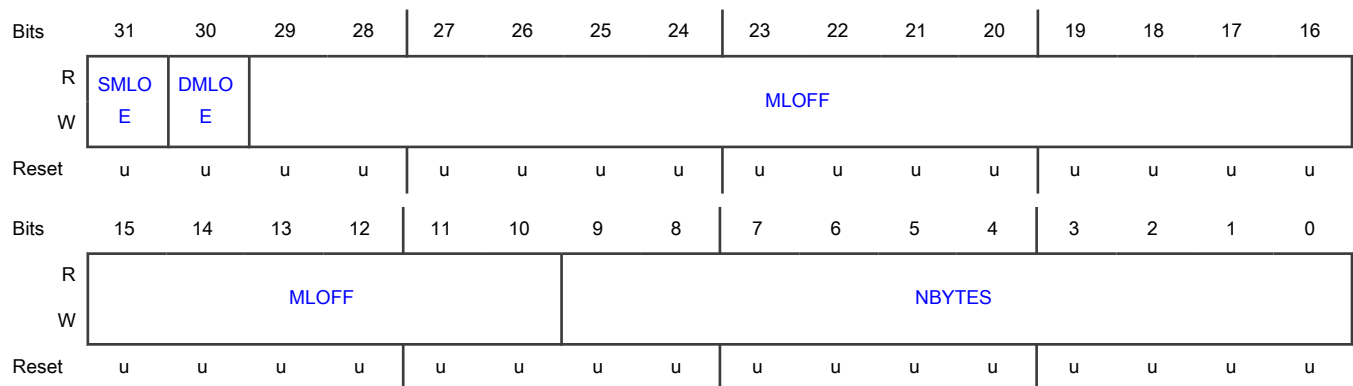 Bits 31 30 29 28 27 26 25 24 23 22 21 20 19 18 17 16
R
SMLO DMLO
MLOFF
E E
W
Reset u u u u u u u u u u u u u u u u
Bits 15 14 13 12 11 10 9 8 7 6 5 4 3 2 1 0
R
MLOFF NBYTES
W
Reset u u u u u u u u u u u u u u u u